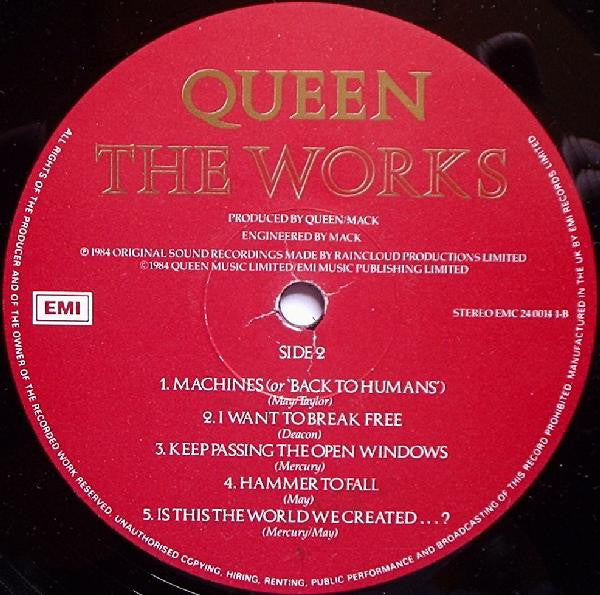 QUEEN
THE WORKS
PRODUCED BY QUEEN/MACK
ENGINEERED BY MACK
℗ 1984 ORIGINAL SOUND RECORDINGS MADE BY RAINCLOUD PRODUCTIONS LIMITED
© 1984 QUEEN MUSIC LIMITED/EMI MUSIC PUBLISHING LIMITED
EMI
STEREO EMC 24 0014 1-B
SIDE 2
1. MACHINES (or 'BACK TO HUMANS')
(May/Taylor)
2. I WANT TO BREAK FREE
(Deacon)
3. KEEP PASSING THE OPEN WINDOWS
(Mercury)
4. HAMMER TO FALL
(May)
5. IS THIS THE WORLD WE CREATED...?
(Mercury/May)
ALL RIGHTS OF THE PRODUCER AND OF THE OWNER OF THE RECORDED WORK RESERVED. UNAUTHORISED COPYING, HIRING, RENTING, PUBLIC PERFORMANCE AND BROADCASTING OF THIS RECORD PROHIBITED. MANUFACTURED IN THE UK BY EMI RECORDS LIMITED